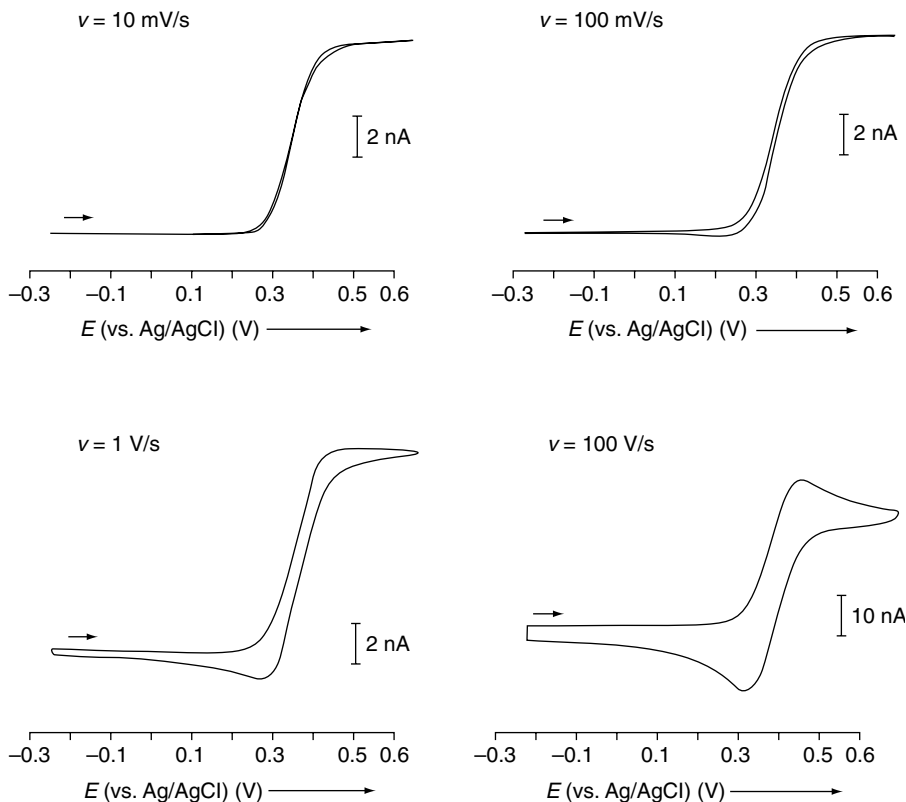 v = 10 mV/s
2 nA
–0.3 –0.1 0.1 0.3 0.5 0.6
E (vs. Ag/AgCl) (V)
v = 100 mV/s
2 nA
–0.3 –0.1 0.1 0.3 0.5 0.6
E (vs. Ag/AgCl) (V)
v = 1 V/s
2 nA
–0.3 –0.1 0.1 0.3 0.5 0.6
E (vs. Ag/AgCl) (V)
v = 100 V/s
10 nA
–0.3 –0.1 0.1 0.3 0.5 0.6
E (vs. Ag/AgCl) (V)